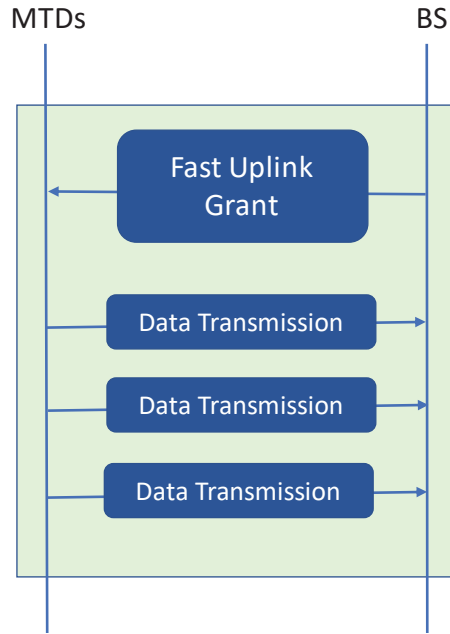 MTDs
BS
Fast Uplink
Grant
Data Transmission
Data Transmission
Data Transmission